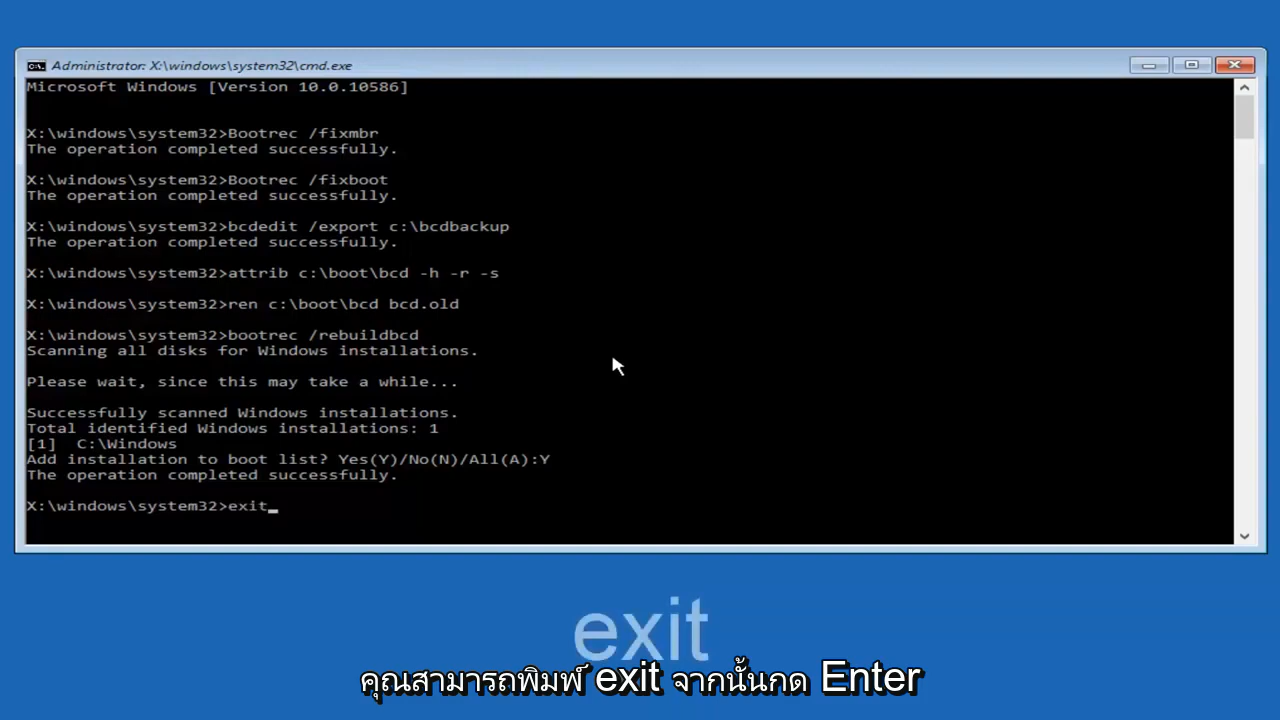 Administrator: X:\windows\system32\cmd.exe
Microsoft Windows [Version 10.0.10586]
X:\windows\system32>Bootrec /fixmbr
The operation completed successfully.
X:\windows\system32>Bootrec /fixboot
The operation completed successfully.
X:\windows\system32>bcdedit /export c:\bcdbackup
The operation completed successfully.
X:\windows\system32>attrib c:\boot\bcd -h -r -s
X:\windows\system32>ren c:\boot\bcd bcd.old
X:\windows\system32>bootrec /rebuildbcd
Scanning all disks for Windows installations.
Please wait, since this may take a while...
Successfully scanned Windows installations.
Total identified Windows installations: 1
[1]  C:\Windows
Add installation to boot list? Yes(Y)/No(N)/All(A):Y
The operation completed successfully.
X:\windows\system32>exit_
exit
คุณสามารถพิมพ์ exit จากนั้นกด Enter